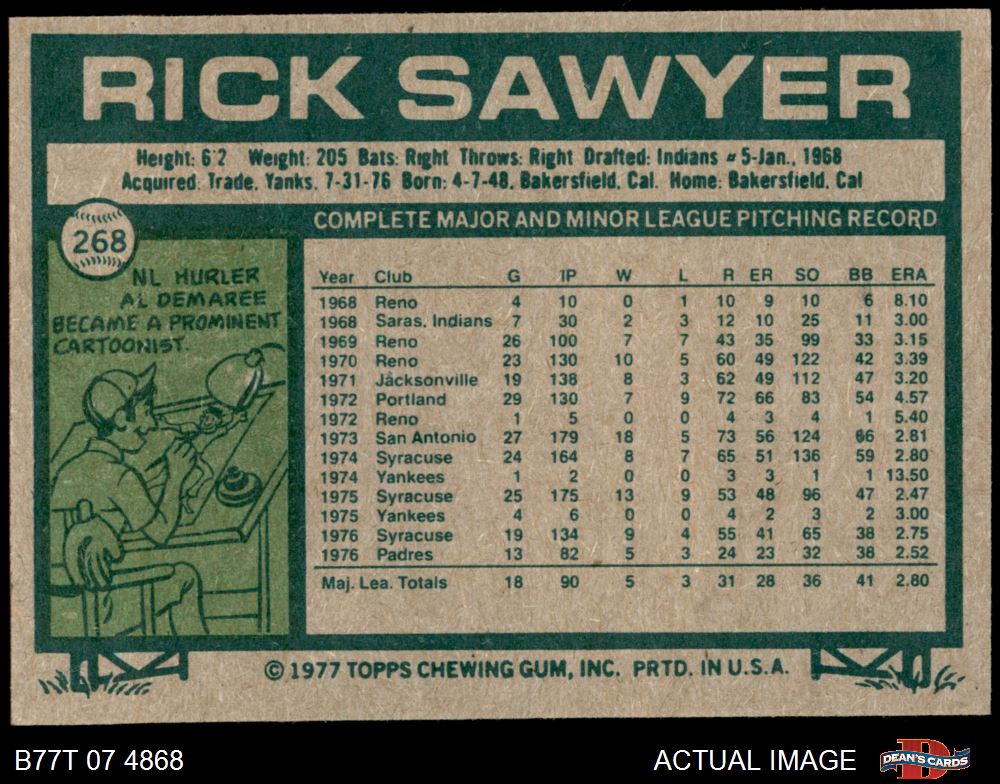 RICK SAWYER
Height: 6'2 Weight: 205 Bats: Right Throws: Right Drafted: Indians #5-Jan., 1968
Acquired: Trade, Yanks, 7-31-76 Born: 4-7-48, Bakersfield, Cal. Home: Bakersfield, Cal
268
NL HURLER
AL DEMAREE
BECAME A PROMINENT
CARTOONIST.
COMPLETE MAJOR AND MINOR LEAGUE PITCHING RECORD
Year Club G IP W L R ER SO BB ERA
1968 Reno 4 10 0 1 10 9 10 6 8.10
1968 Saras. Indians 7 30 2 3 12 10 25 11 3.00
1969 Reno 26 100 7 7 43 35 99 33 3.15
1970 Reno 23 130 10 5 60 49 122 42 3.39
1971 Jacksonville 19 138 8 3 62 49 112 47 3.20
1972 Portland 29 130 7 9 72 66 83 54 4.57
1972 Reno 1 5 0 0 4 3 4 1 5.40
1973 San Antonio 27 179 18 5 73 56 124 66 2.81
1974 Syracuse 24 164 8 7 65 51 136 59 2.80
1974 Yankees 1 2 0 0 3 3 1 1 13.50
1975 Syracuse 25 175 13 9 53 48 96 47 2.47
1975 Yankees 4 6 0 0 4 2 3 2 3.00
1976 Syracuse 19 134 9 4 55 41 65 38 2.75
1976 Padres 13 82 5 3 24 23 32 38 2.52
Maj. Lea. Totals 18 90 5 3 31 28 36 41 2.80
© 1977 TOPPS CHEWING GUM, INC. PRTD. IN U.S.A.
B77T 07 4868
ACTUAL IMAGE
DEAN'S CARDS